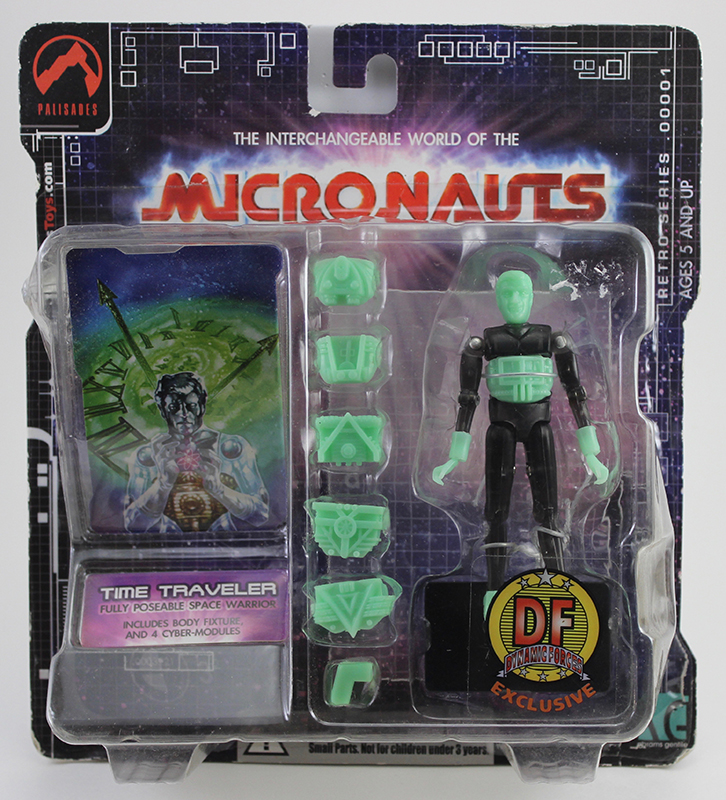 PALISADES
THE INTERCHANGEABLE WORLD OF THE
MICRONAUTS
Toys.com
RETRO SERIES .00001
AGES 5 AND UP
TIME TRAVELER
FULLY POSEABLE SPACE WARRIOR
INCLUDES BODY FIXTURE,
AND 4 CYBER-MODULES
DF
DYNAMIC FORCES
EXCLUSIVE
Small Parts. Not for children under 3 years.